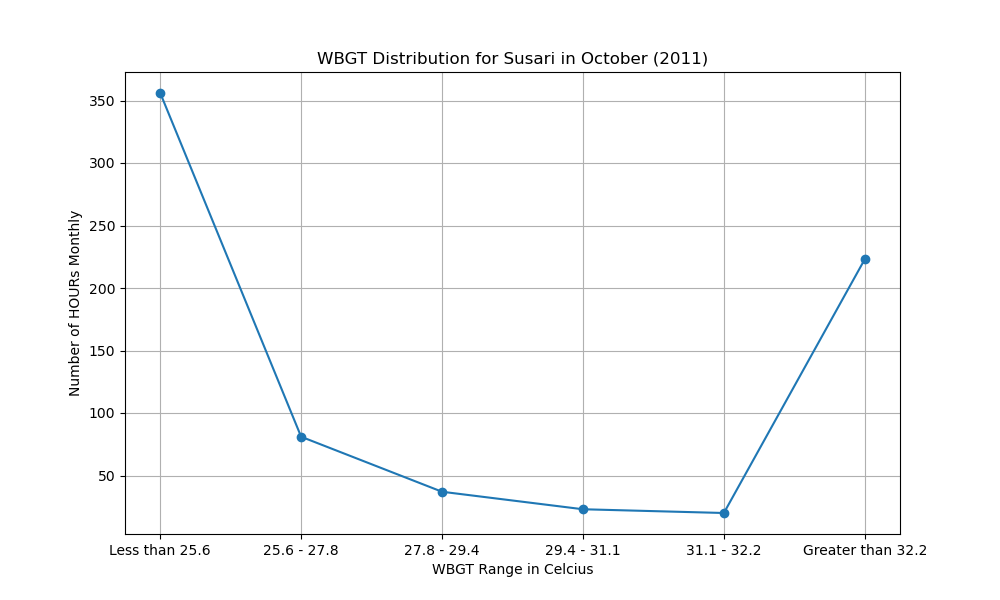 WBGT Distribution for Susari in October (2011)
Number of HOURs Monthly
350
300
250
200
150
100
50
Less than 25.6
25.6 - 27.8
27.8 - 29.4
29.4 - 31.1
31.1 - 32.2
Greater than 32.2
WBGT Range in Celcius